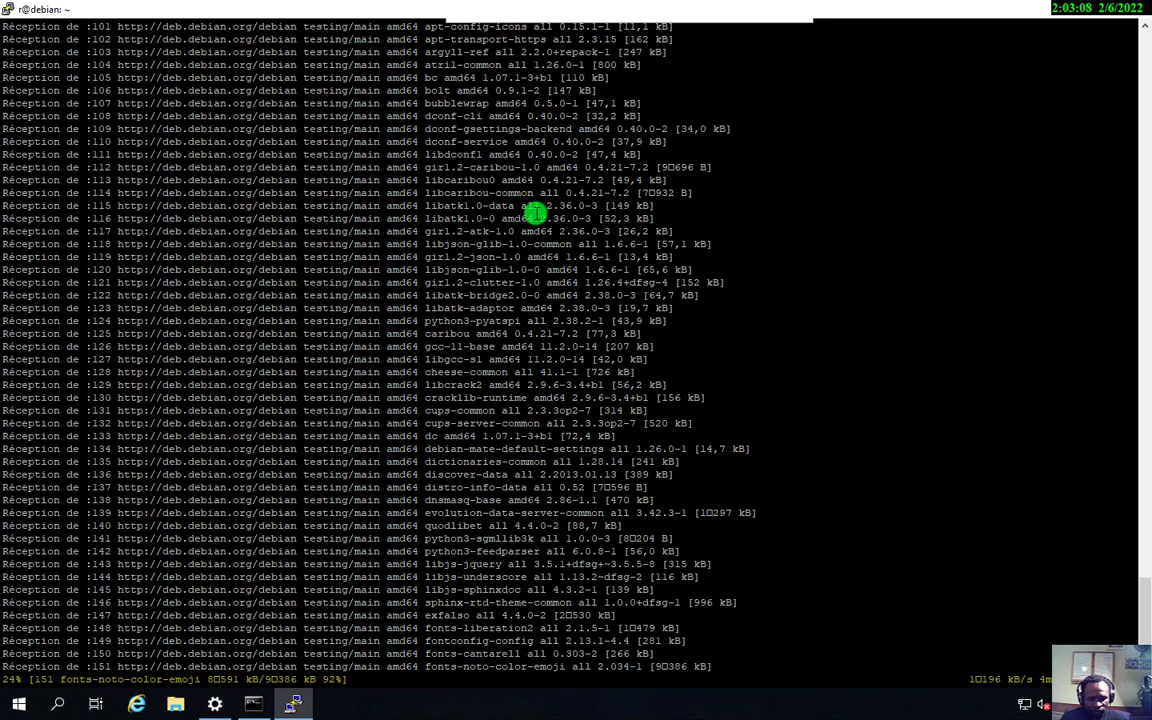 r@debian: ~
2:03:08 2/6/2022
Réception de :101 http://deb.debian.org/debian testing/main amd64 apt-config-icons all 0.15.1-1 [11,1 kB]
Réception de :102 http://deb.debian.org/debian testing/main amd64 apt-transport-https all 2.3.15 [162 kB]
Réception de :103 http://deb.debian.org/debian testing/main amd64 argyll-ref all 2.2.0+repack-1 [247 kB]
Réception de :104 http://deb.debian.org/debian testing/main amd64 atril-common all 1.26.0-1 [800 kB]
Réception de :105 http://deb.debian.org/debian testing/main amd64 bc amd64 1.07.1-3+b1 [110 kB]
Réception de :106 http://deb.debian.org/debian testing/main amd64 bolt amd64 0.9.1-2 [147 kB]
Réception de :107 http://deb.debian.org/debian testing/main amd64 bubblewrap amd64 0.5.0-1 [47,1 kB]
Réception de :108 http://deb.debian.org/debian testing/main amd64 dconf-cli amd64 0.40.0-2 [32,2 kB]
Réception de :109 http://deb.debian.org/debian testing/main amd64 dconf-gsettings-backend amd64 0.40.0-2 [34,0 kB]
Réception de :110 http://deb.debian.org/debian testing/main amd64 dconf-service amd64 0.40.0-2 [37,9 kB]
Réception de :111 http://deb.debian.org/debian testing/main amd64 libdconf1 amd64 0.40.0-2 [47,4 kB]
Réception de :112 http://deb.debian.org/debian testing/main amd64 gir1.2-caribou-1.0 amd64 0.4.21-7.2 [9□696 B]
Réception de :113 http://deb.debian.org/debian testing/main amd64 libcaribou0 amd64 0.4.21-7.2 [49,4 kB]
Réception de :114 http://deb.debian.org/debian testing/main amd64 libcaribou-common all 0.4.21-7.2 [7□932 B]
Réception de :115 http://deb.debian.org/debian testing/main amd64 libatk1.0-data all 2.36.0-3 [149 kB]
Réception de :116 http://deb.debian.org/debian testing/main amd64 libatk1.0-0 amd64 2.36.0-3 [52,3 kB]
Réception de :117 http://deb.debian.org/debian testing/main amd64 gir1.2-atk-1.0 amd64 2.36.0-3 [26,2 kB]
Réception de :118 http://deb.debian.org/debian testing/main amd64 libjson-glib-1.0-common all 1.6.6-1 [57,1 kB]
Réception de :119 http://deb.debian.org/debian testing/main amd64 gir1.2-json-1.0 amd64 1.6.6-1 [13,4 kB]
Réception de :120 http://deb.debian.org/debian testing/main amd64 libjson-glib-1.0-0 amd64 1.6.6-1 [65,6 kB]
Réception de :121 http://deb.debian.org/debian testing/main amd64 gir1.2-clutter-1.0 amd64 1.26.4+dfsg-4 [152 kB]
Réception de :122 http://deb.debian.org/debian testing/main amd64 libatk-bridge2.0-0 amd64 2.38.0-3 [64,7 kB]
Réception de :123 http://deb.debian.org/debian testing/main amd64 libatk-adaptor amd64 2.38.0-3 [19,7 kB]
Réception de :124 http://deb.debian.org/debian testing/main amd64 python3-pyatspi all 2.38.2-1 [43,9 kB]
Réception de :125 http://deb.debian.org/debian testing/main amd64 caribou amd64 0.4.21-7.2 [77,3 kB]
Réception de :126 http://deb.debian.org/debian testing/main amd64 gcc-11-base amd64 11.2.0-14 [207 kB]
Réception de :127 http://deb.debian.org/debian testing/main amd64 libgcc-s1 amd64 11.2.0-14 [42,0 kB]
Réception de :128 http://deb.debian.org/debian testing/main amd64 cheese-common all 41.1-1 [726 kB]
Réception de :129 http://deb.debian.org/debian testing/main amd64 libcrack2 amd64 2.9.6-3.4+b1 [56,2 kB]
Réception de :130 http://deb.debian.org/debian testing/main amd64 cracklib-runtime amd64 2.9.6-3.4+b1 [156 kB]
Réception de :131 http://deb.debian.org/debian testing/main amd64 cups-common all 2.3.3op2-7 [314 kB]
Réception de :132 http://deb.debian.org/debian testing/main amd64 cups-server-common all 2.3.3op2-7 [520 kB]
Réception de :133 http://deb.debian.org/debian testing/main amd64 dc amd64 1.07.1-3+b1 [72,4 kB]
Réception de :134 http://deb.debian.org/debian testing/main amd64 debian-mate-default-settings all 1.26.0-1 [14,7 kB]
Réception de :135 http://deb.debian.org/debian testing/main amd64 dictionaries-common all 1.28.14 [241 kB]
Réception de :136 http://deb.debian.org/debian testing/main amd64 discover-data all 2.2013.01.13 [389 kB]
Réception de :137 http://deb.debian.org/debian testing/main amd64 distro-info-data all 0.52 [7□596 B]
Réception de :138 http://deb.debian.org/debian testing/main amd64 dnsmasq-base amd64 2.86-1.1 [470 kB]
Réception de :139 http://deb.debian.org/debian testing/main amd64 evolution-data-server-common all 3.42.3-1 [1□297 kB]
Réception de :140 http://deb.debian.org/debian testing/main amd64 quodlibet all 4.4.0-2 [88,7 kB]
Réception de :141 http://deb.debian.org/debian testing/main amd64 python3-sgmllib3k all 1.0.0-3 [8□204 B]
Réception de :142 http://deb.debian.org/debian testing/main amd64 python3-feedparser all 6.0.8-1 [56,0 kB]
Réception de :143 http://deb.debian.org/debian testing/main amd64 libjs-jquery all 3.5.1+dfsg+~3.5.5-8 [315 kB]
Réception de :144 http://deb.debian.org/debian testing/main amd64 libjs-underscore all 1.13.2~dfsg-2 [116 kB]
Réception de :145 http://deb.debian.org/debian testing/main amd64 libjs-sphinxdoc all 4.3.2-1 [139 kB]
Réception de :146 http://deb.debian.org/debian testing/main amd64 sphinx-rtd-theme-common all 1.0.0+dfsg-1 [996 kB]
Réception de :147 http://deb.debian.org/debian testing/main amd64 exfalso all 4.4.0-2 [2□530 kB]
Réception de :148 http://deb.debian.org/debian testing/main amd64 fonts-liberation2 all 2.1.5-1 [1□479 kB]
Réception de :149 http://deb.debian.org/debian testing/main amd64 fontconfig-config all 2.13.1-4.4 [281 kB]
Réception de :150 http://deb.debian.org/debian testing/main amd64 fonts-cantarell all 0.303-2 [266 kB]
Réception de :151 http://deb.debian.org/debian testing/main amd64 fonts-noto-color-emoji all 2.034-1 [9□386 kB]
24% [151 fonts-noto-color-emoji 8□591 kB/9□386 kB 92%] 1□196 kB/s 4m